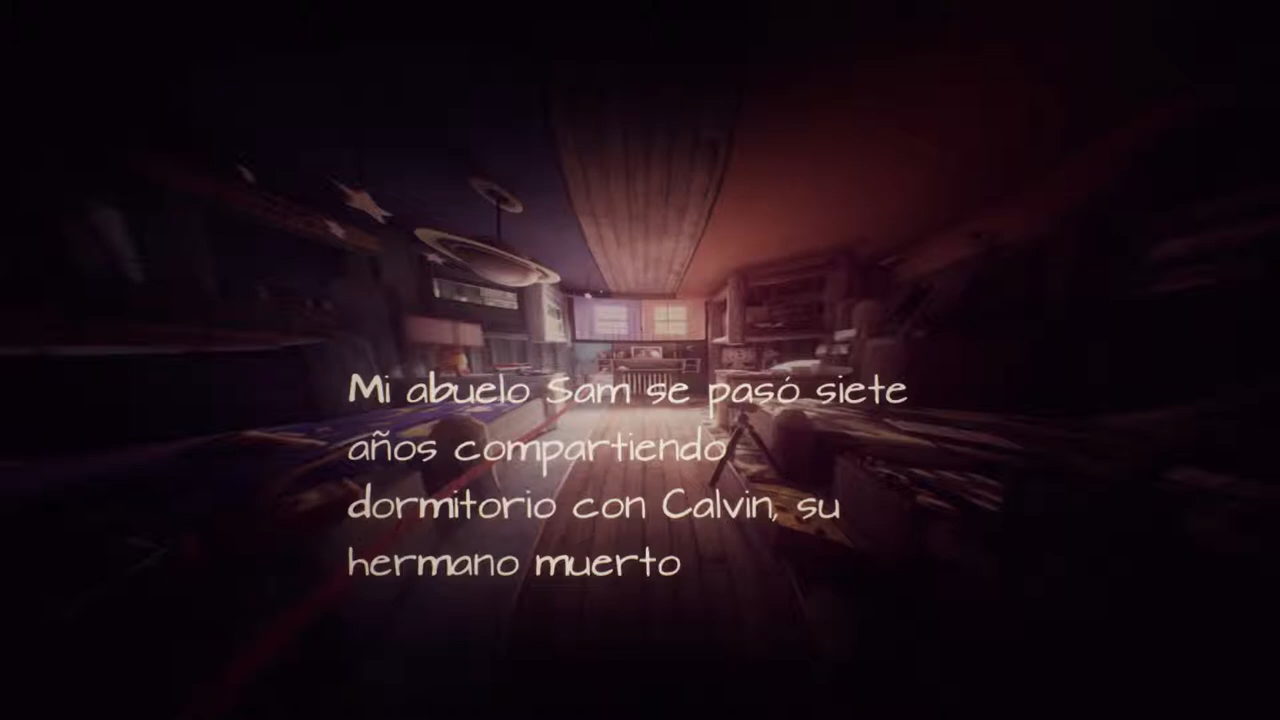 Mi abuelo Sam se pasó siete
años compartiendo
dormitorio con Calvin, su
hermano muerto